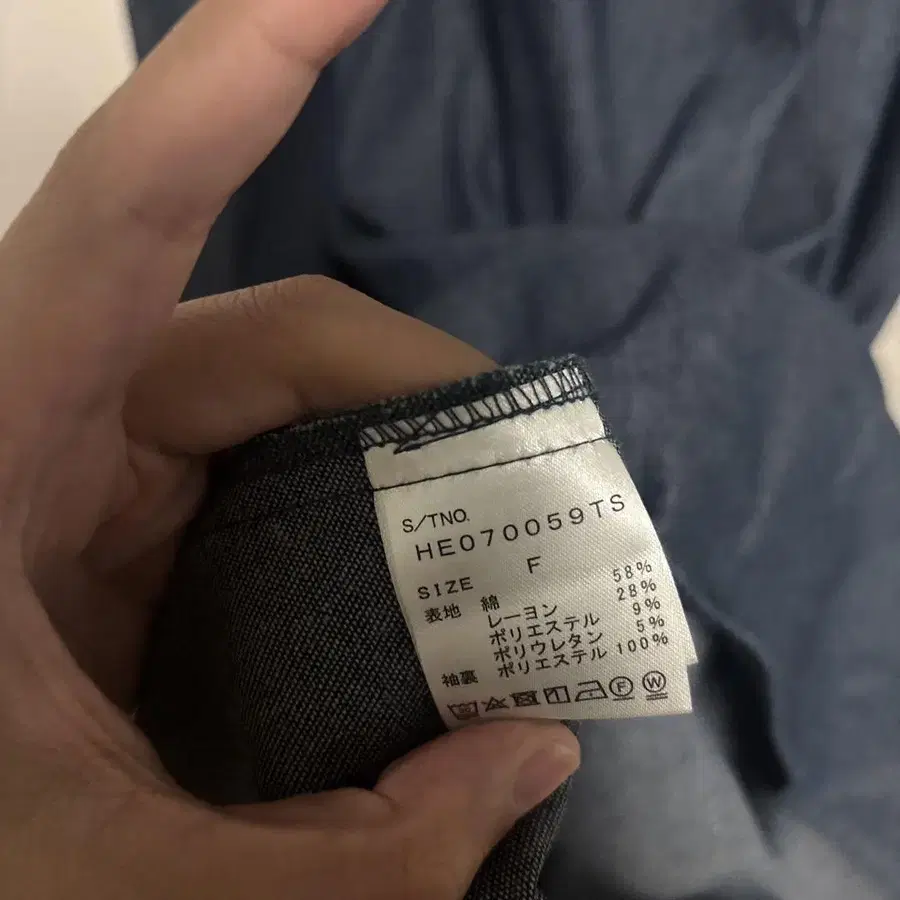 S/TNO.
HE070059TS
SIZE F
表地 綿 58%
レーヨン 28%
ポリエステル 9%
ポリウレタン 5%
袖裏 ポリエステル 100%
F W